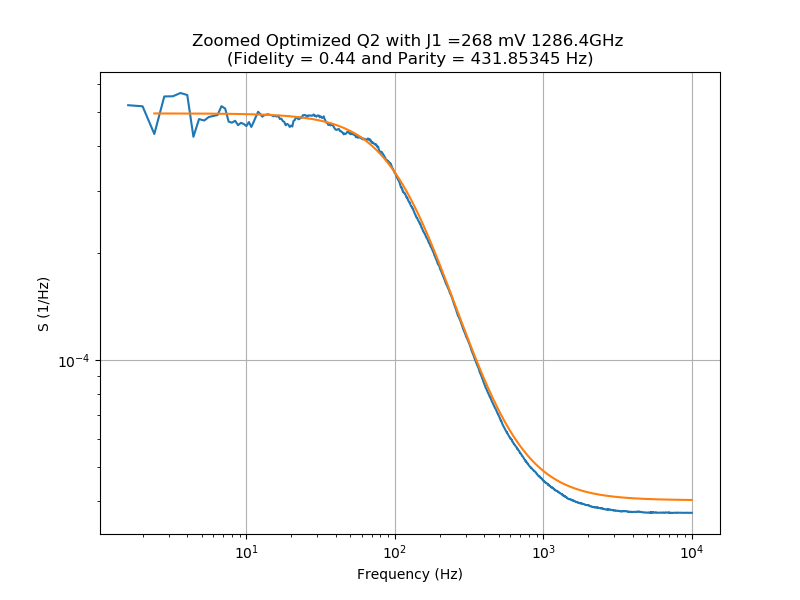 Zoomed Optimized Q2 with J1 =268 mV 1286.4GHz
(Fidelity = 0.44 and Parity = 431.85345 Hz)
S (1/Hz)
10⁻⁴
10¹ 10² 10³ 10⁴
Frequency (Hz)